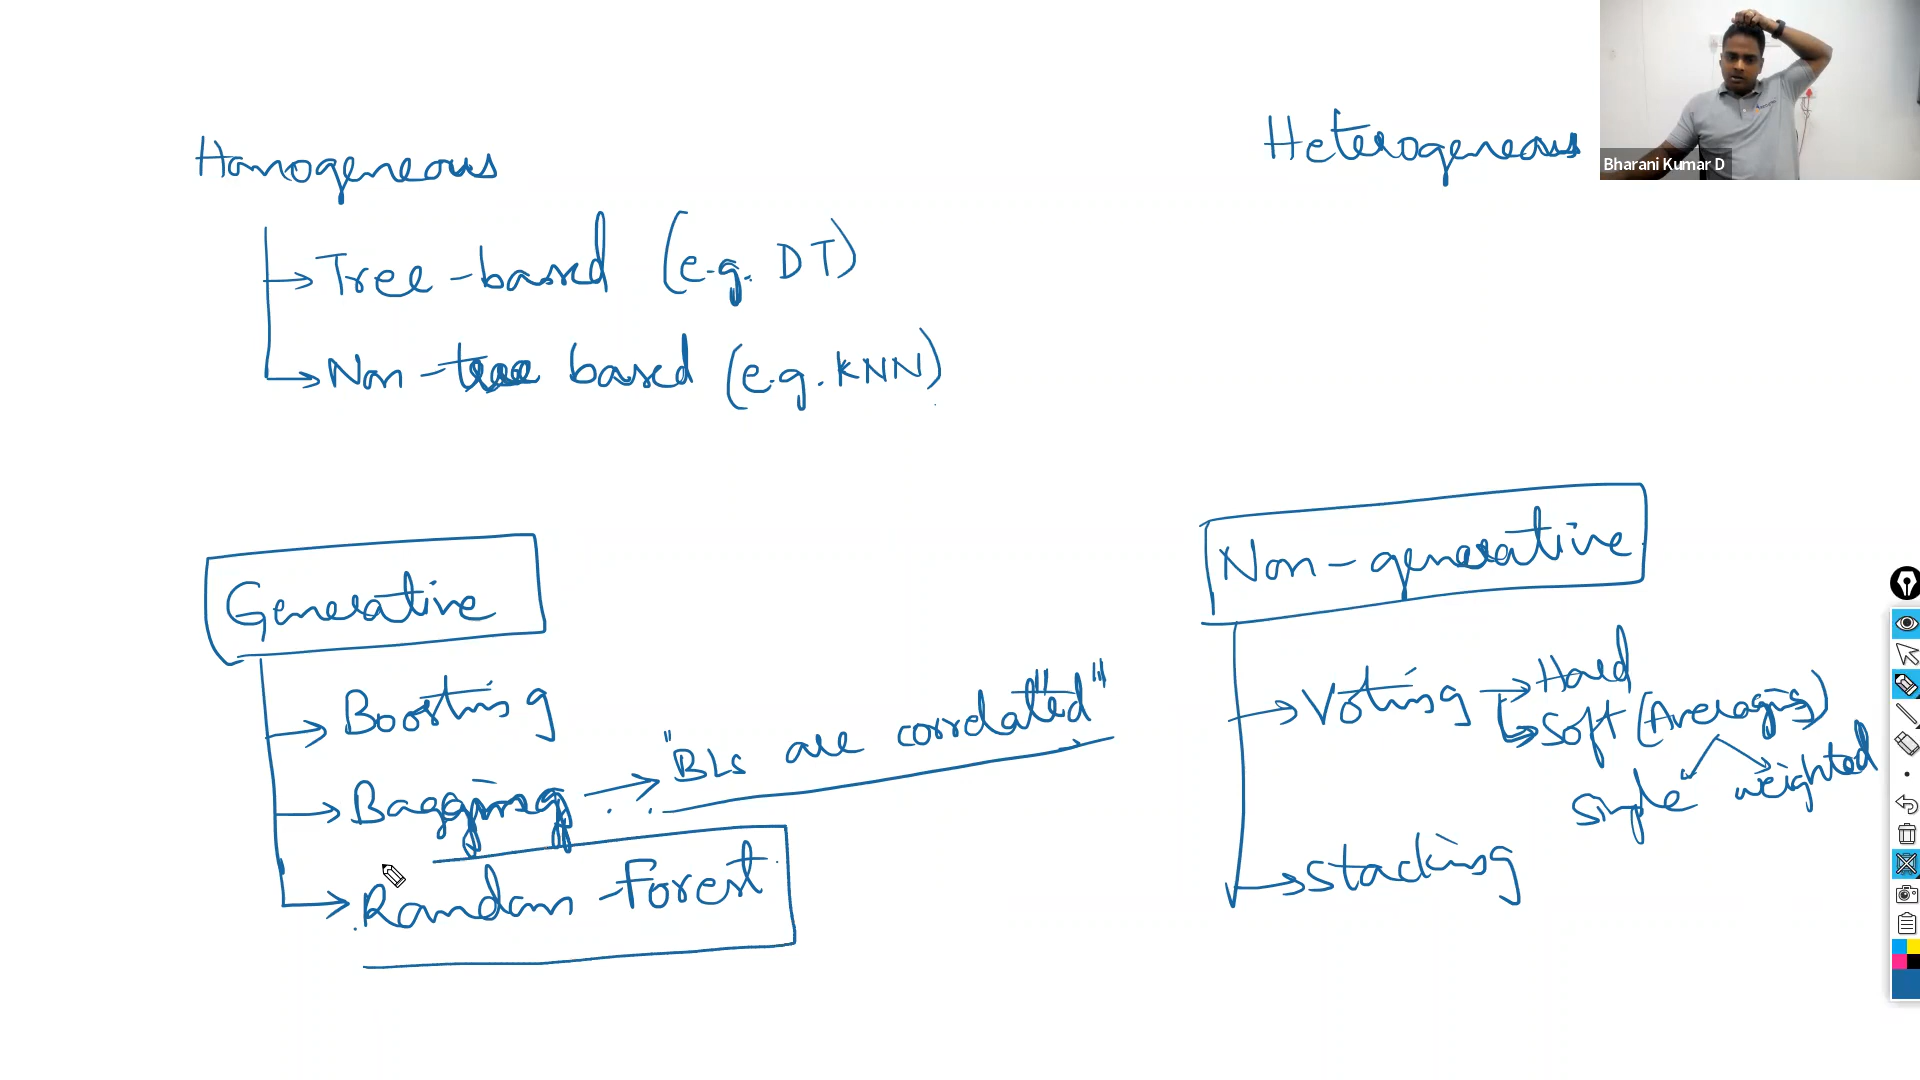 Homogeneous
Tree-based (e.g. DT)
Non-tree based (e.g. KNN)
Heterogeneous
Bharani Kumar D
Generative
Boosting
Bagging → "BLs are correlated"
Random-Forest
Non-generative
Voting → Hard
Soft (Averaging)
Simple weighted
Stacking